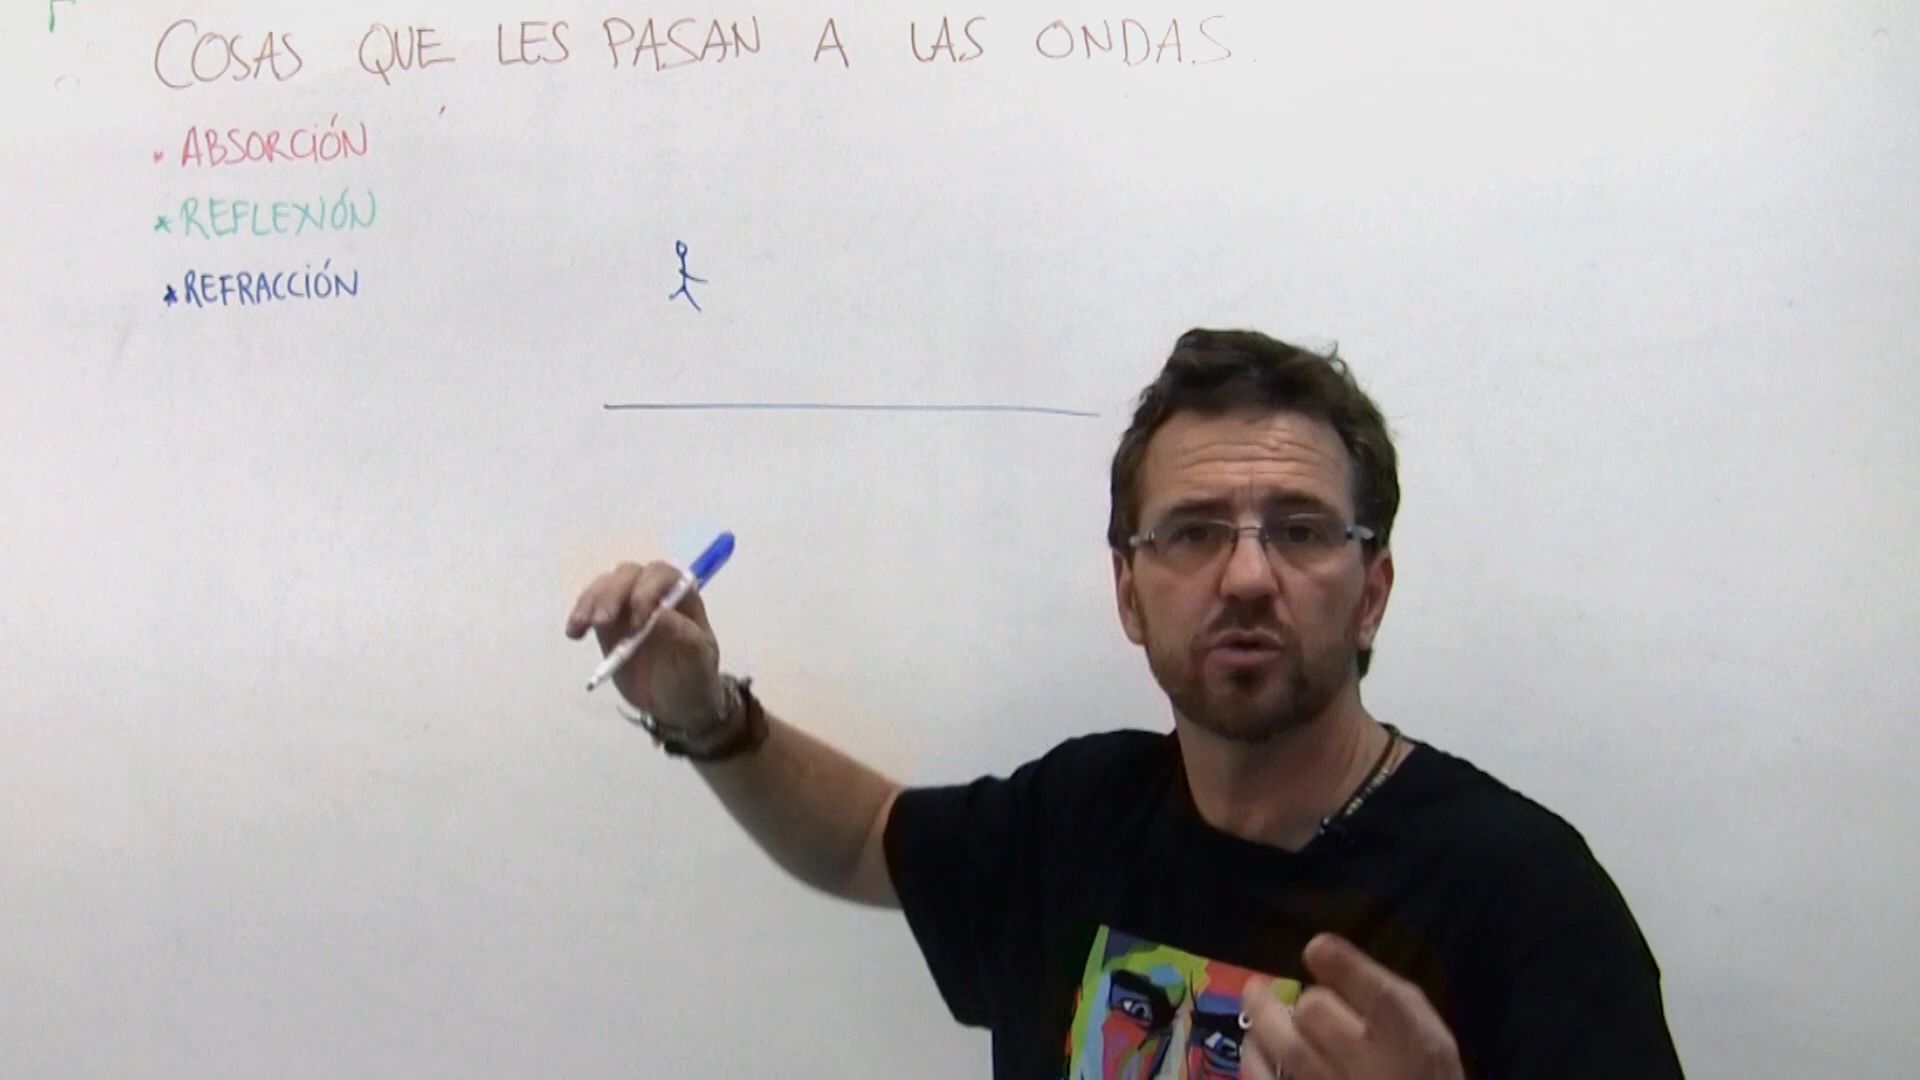 COSAS QUE LES PASAN A LAS ONDAS
* ABSORCIÓN
* REFLEXIÓN
* REFRACCIÓN